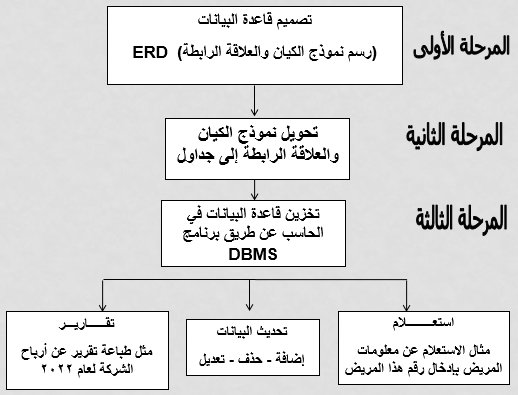 تصميم قاعدة البيانات
(رسم نموذج الكيان والعلاقة الرابطة) ERD
المرحلة الأولى
تحويل نموذج الكيان
والعلاقة الرابطة إلى جداول
المرحلة الثانية
تخزين قاعدة البيانات في
الحاسب عن طريق برنامج
DBMS
المرحلة الثالثة
استعـــــــــلام
مثال الاستعلام عن معلومات
المريض بإدخال رقم هذا المريض
تحديث البيانات
إضافة - حذف - تعديل
تقـــــاريـــر
مثل طباعة تقرير عن أرباح
الشركة لعام ٢٠٢٢